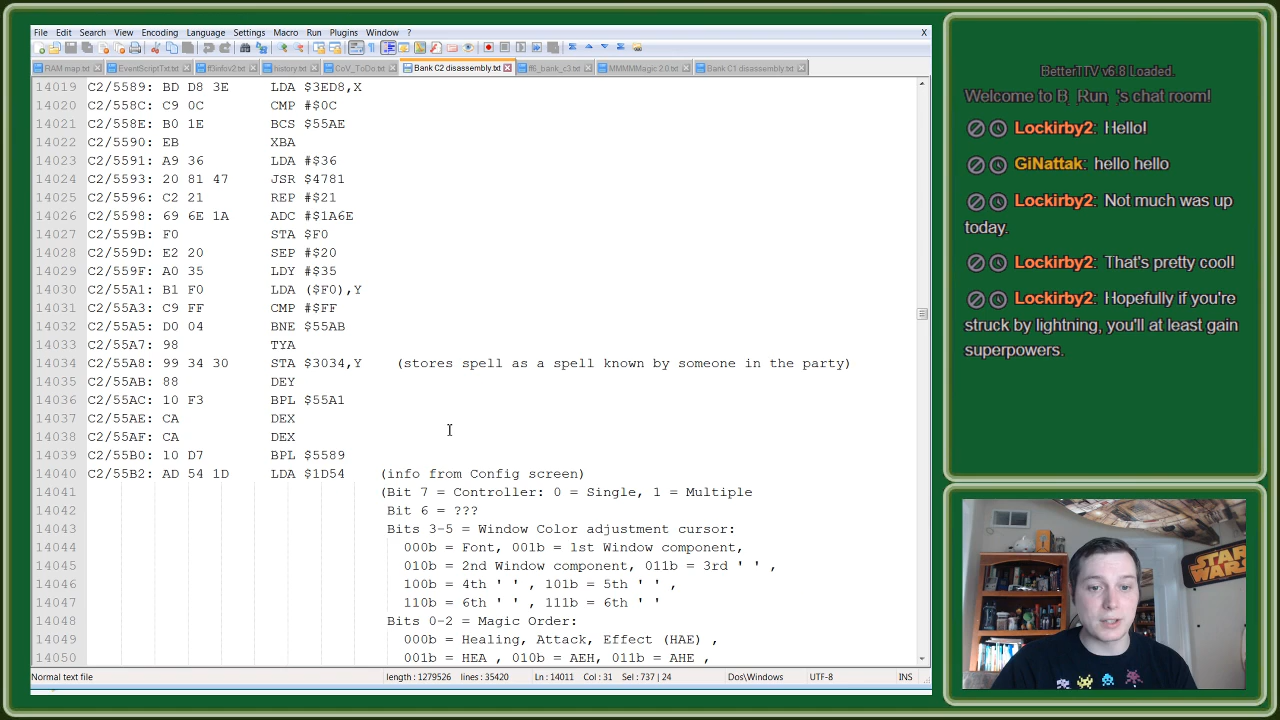 File Edit Search View Encoding Language Settings Macro Run Plugins Window ? X
RAM map.txt EventScriptTxt.txt ff3infov2.txt history.txt CoV_ToDo.txt Bank C2 disassembly.txt ff6_bank_c3.txt MMMMagic 2.0.txt Bank C1 disassembly.txt
14019 C2/5589: BD D8 3E LDA $3ED8,X
14020 C2/558C: C9 0C CMP #$0C
14021 C2/558E: B0 1E BCS $55AE
14022 C2/5590: EB XBA
14023 C2/5591: A9 36 LDA #$36
14024 C2/5593: 20 81 47 JSR $4781
14025 C2/5596: C2 21 REP #$21
14026 C2/5598: 69 6E 1A ADC #$1A6E
14027 C2/559B: F0 STA $F0
14028 C2/559D: E2 20 SEP #$20
14029 C2/559F: A0 35 LDY #$35
14030 C2/55A1: B1 F0 LDA ($F0),Y
14031 C2/55A3: C9 FF CMP #$FF
14032 C2/55A5: D0 04 BNE $55AB
14033 C2/55A7: 98 TYA
14034 C2/55A8: 99 34 30 STA $3034,Y (stores spell as a spell known by someone in the party)
14035 C2/55AB: 88 DEY
14036 C2/55AC: 10 F3 BPL $55A1
14037 C2/55AE: CA DEX
14038 C2/55AF: CA DEX
14039 C2/55B0: 10 D7 BPL $5589
14040 C2/55B2: AD 54 1D LDA $1D54 (info from Config screen)
14041 (Bit 7 = Controller: 0 = Single, 1 = Multiple
14042 Bit 6 = ???
14043 Bits 3-5 = Window Color adjustment cursor:
14044 000b = Font, 001b = 1st Window component,
14045 010b = 2nd Window component, 011b = 3rd ' ' ,
14046 100b = 4th ' ' , 101b = 5th ' ' ,
14047 110b = 6th ' ' , 111b = 6th ' '
14048 Bits 0-2 = Magic Order:
14049 000b = Healing, Attack, Effect (HAE) ,
14050 001b = HEA , 010b = AEH, 011b = AHE ,
Normal text file length : 1279526 lines : 35420 Ln : 14011 Col : 31 Sel : 737 | 24 Dos\Windows UTF-8 INS
BetterTTV v6.8 Loaded.
Welcome to B_Run_'s chat room!
Lockirby2: Hello!
GiNattak: hello hello
Lockirby2: Not much was up
today.
Lockirby2: That's pretty cool!
Lockirby2: Hopefully if you're
struck by lightning, you'll at least gain
superpowers.
STAR
WARS